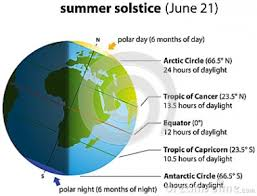 summer solstice (June 21)
polar day (6 months of day)
N
Arctic Circle (66.5° N)
24 hours of daylight
Tropic of Cancer (23.5° N)
13.5 hours of daylight
Equator (0°)
12 hours of daylight
Tropic of Capricorn (23.5° S)
10.5 hours of daylight
Antarctic Circle (66.5° S)
0 hours of daylight
S
polar night (6 months of night)